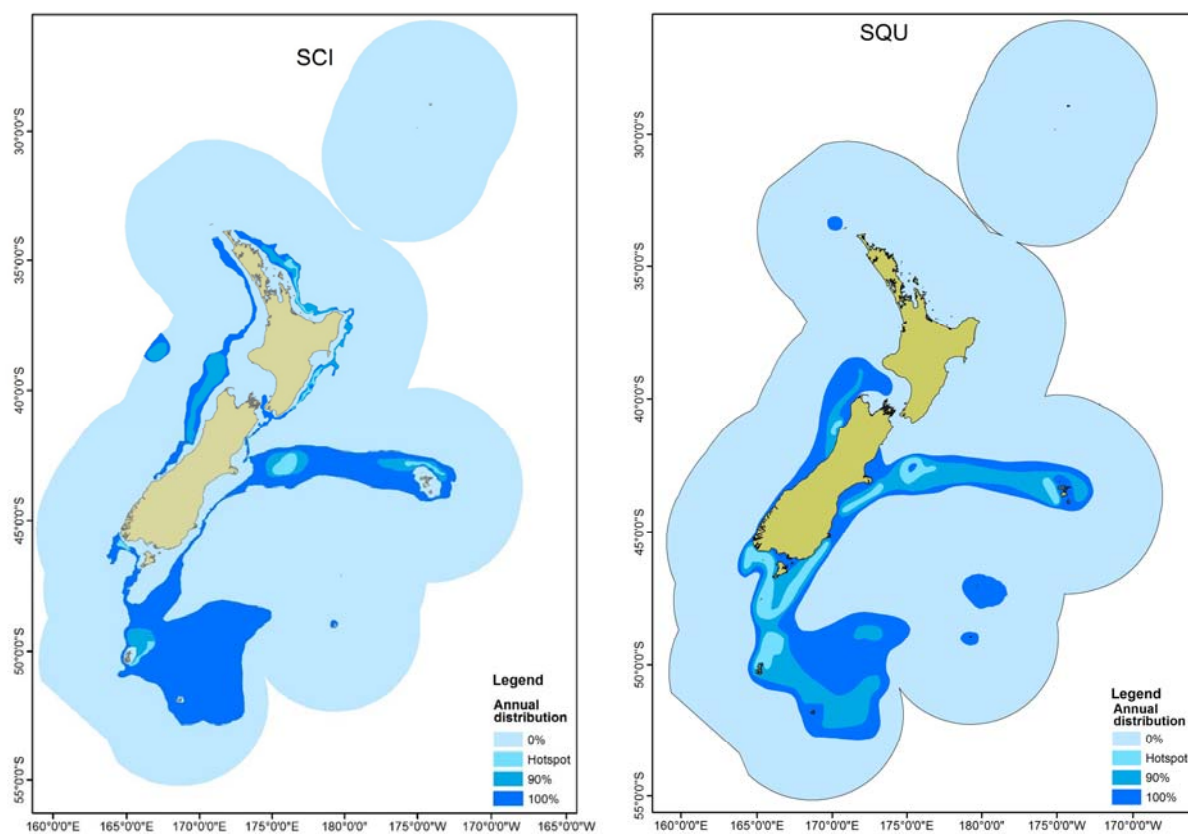 SCI
30°0'0"S
35°0'0"S
40°0'0"S
45°0'0"S
50°0'0"S
55°0'0"S
Legend
Annual
distribution
0%
Hotspot
90%
100%
160°0'0"E 165°0'0"E 170°0'0"E 175°0'0"E 180°0'0" 175°0'0"W 170°0'0"W 165°0'0"W
SQU
30°0'0"S
35°0'0"S
40°0'0"S
45°0'0"S
50°0'0"S
55°0'0"S
Legend
Annual
distribution
0%
Hotspot
90%
100%
160°0'0"E 165°0'0"E 170°0'0"E 175°0'0"E 180°0'0" 175°0'0"W 170°0'0"W